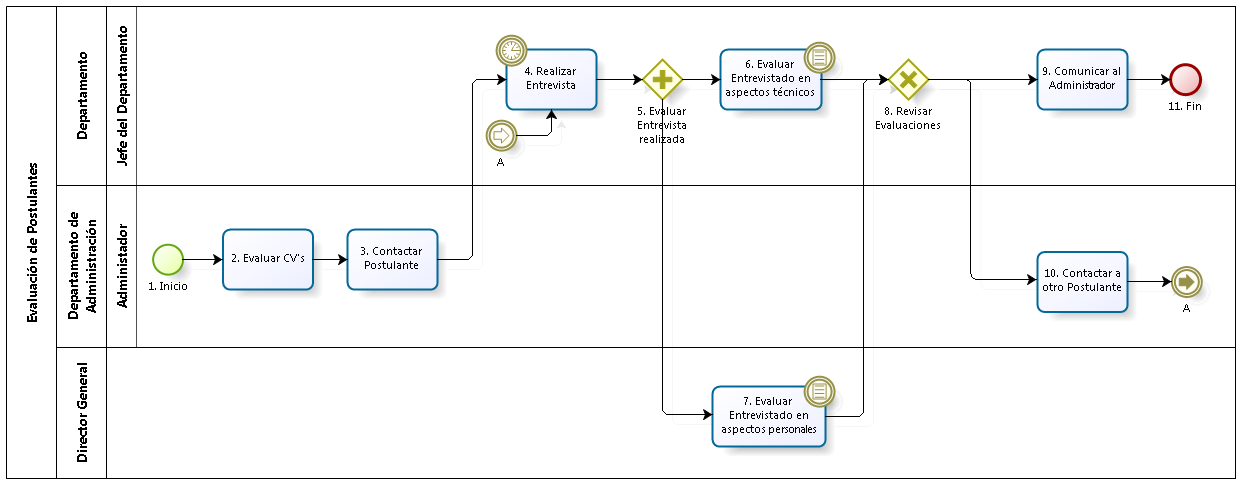 Evaluación de Postulantes
Departamento
Jefe del Departamento
4. Realizar
Entrevista
A
5. Evaluar
Entrevista
realizada
6. Evaluar
Entrevistado en
aspectos técnicos
8. Revisar
Evaluaciones
9. Comunicar al
Administrador
11. Fin
Departamento de
Administración
Administador
1. Inicio
2. Evaluar CV's
3. Contactar
Postulante
10. Contactar a
otro Postulante
A
Director General
7. Evaluar
Entrevistado en
aspectos personales